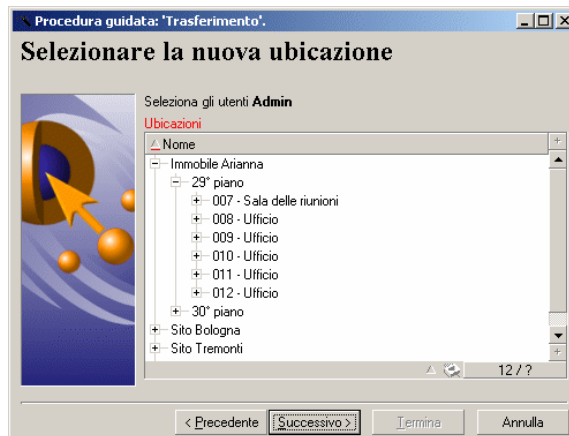 Procedura guidata: 'Trasferimento'.
Selezionare la nuova ubicazione
Seleziona gli utenti Admin
Ubicazioni
Nome
Immobile Arianna
29° piano
007 - Sala delle riunioni
008 - Ufficio
009 - Ufficio
010 - Ufficio
011 - Ufficio
012 - Ufficio
30° piano
Sito Bologna
Sito Tremonti
12 / ?
< Precedente Successivo > Termina Annulla